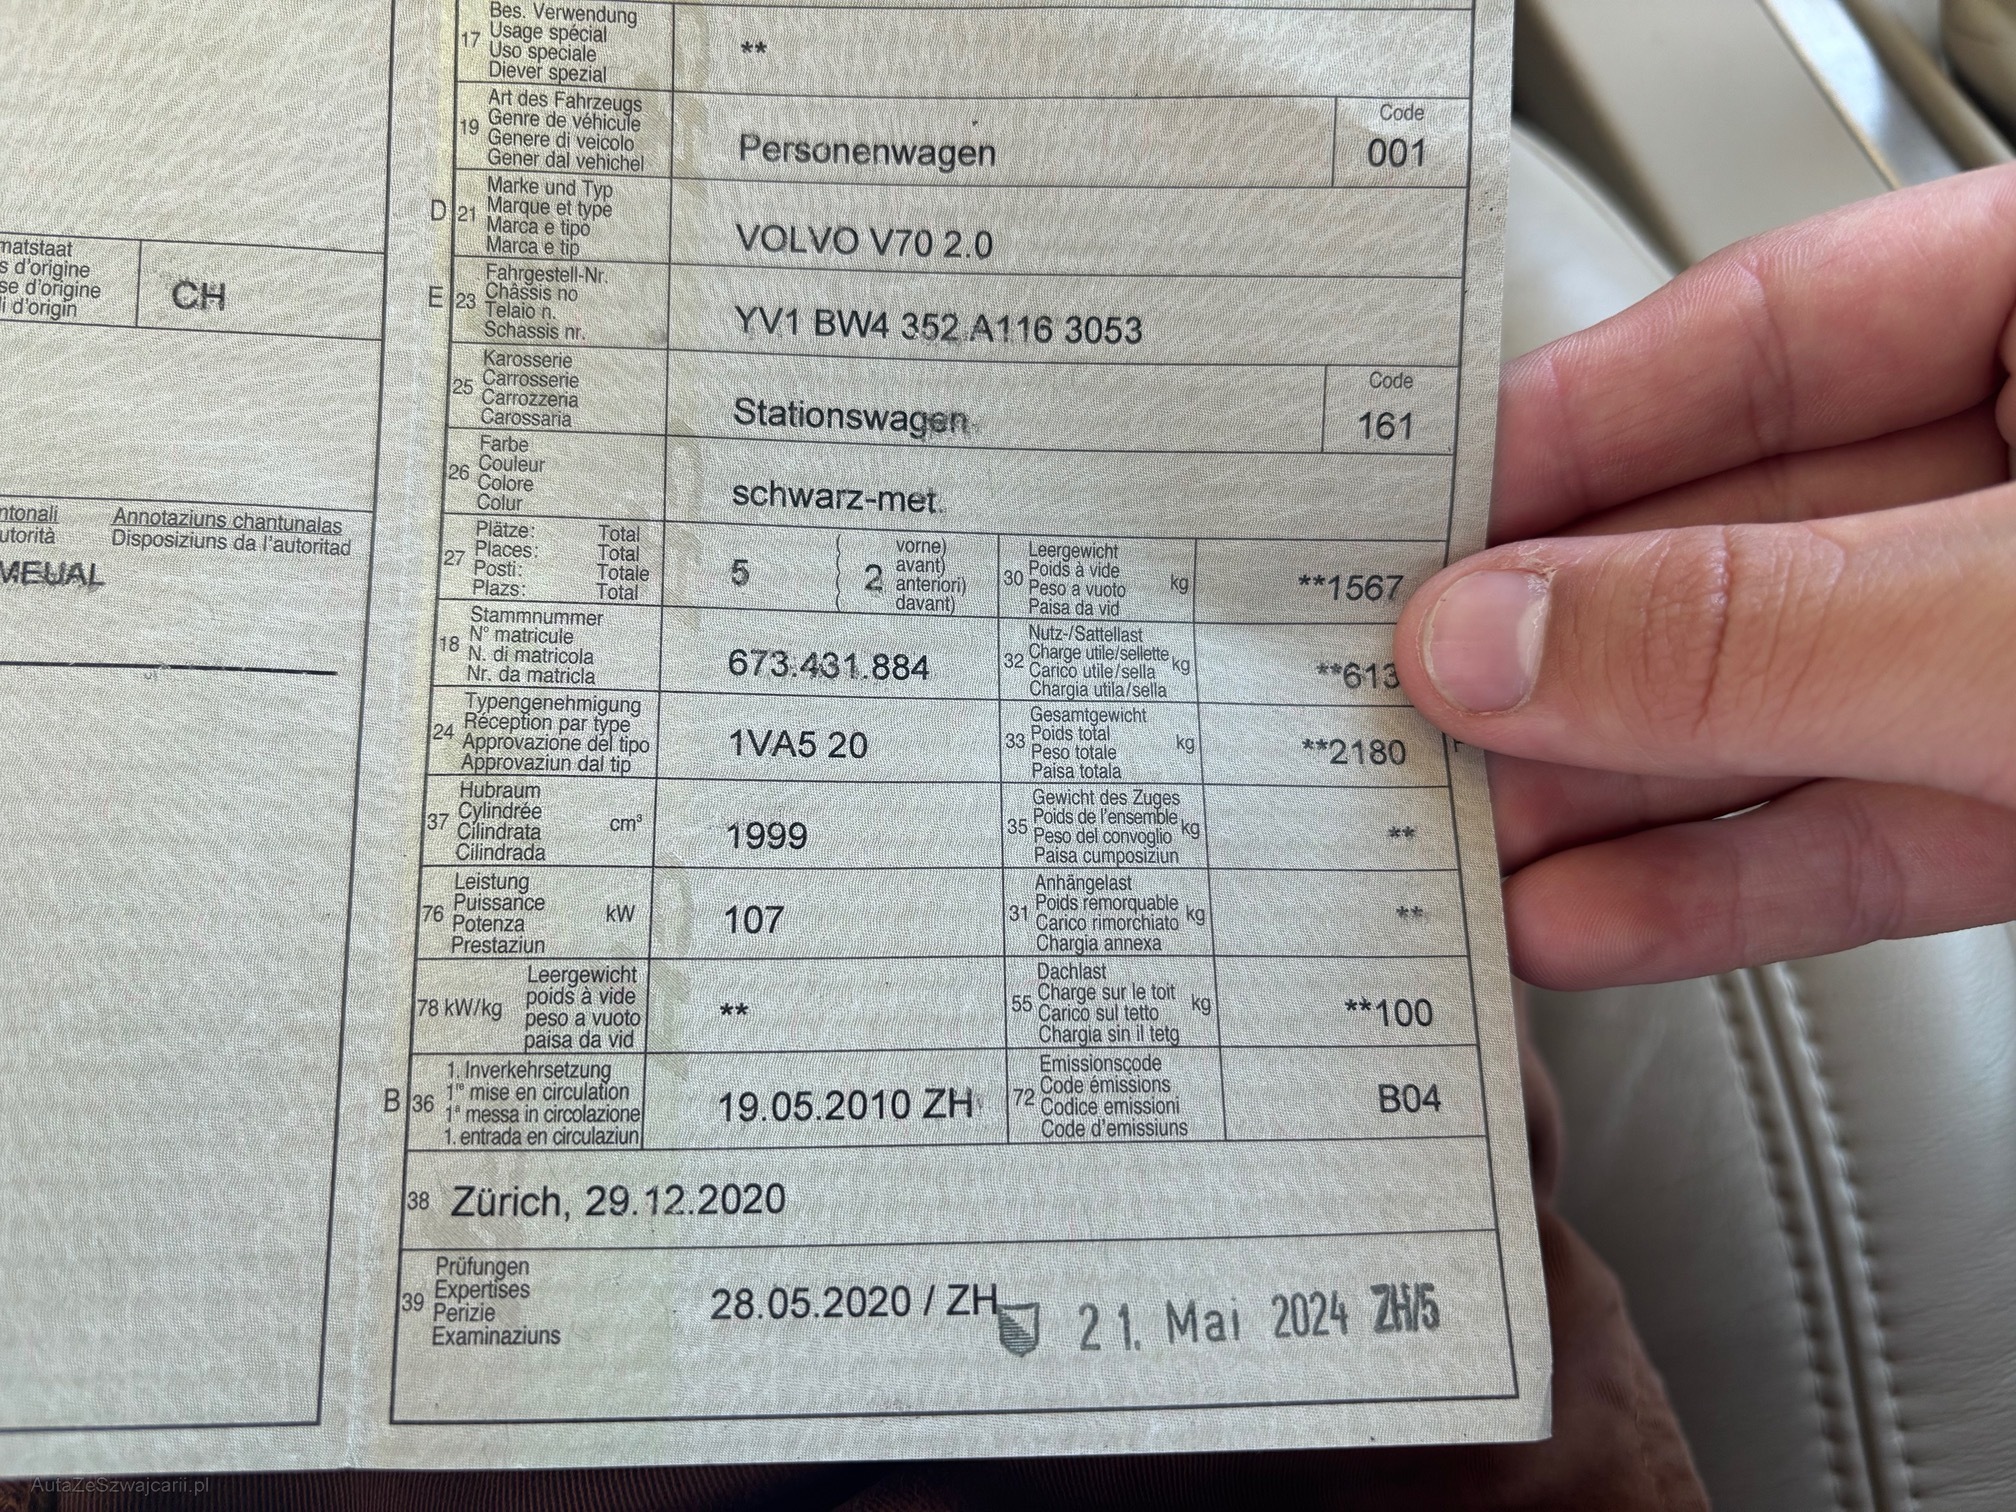 matstaat
s d'origine
se d'origine
i d'origin
CH
ntonali
utorità
Annotaziuns chantunalas
Disposiziuns da l'autoritad
MEUAL
17
Bes. Verwendung
Usage spécial
Uso speciale
Diever spezial
**
19
Art des Fahrzeugs
Genre de véhicule
Genere di veicolo
Gener dal vehichel
Personenwagen
Code
001
D 21
Marke und Typ
Marque et type
Marca e tipo
Marca e tip
VOLVO V70 2.0
E 23
Fahrgestell-Nr.
Châssis no
Telaio n.
Schassis nr.
YV1 BW4 352 A116 3053
25
Karosserie
Carrosserie
Carrozzeria
Carossaria
Stationswagen
Code
161
26
Farbe
Couleur
Colore
Colur
schwarz-met.
27
Plätze: Total
Places: Total
Posti: Totale
Plazs: Total
5
2
vorne)
avant)
anteriori)
davant)
30
Leergewicht
Poids à vide
Peso a vuoto
Paisa da vid
kg
**1567
18
Stammnummer
N° matricule
N. di matricola
Nr. da matricla
673.431.884
32
Nutz-/Sattellast
Charge utile/sellette
Carico utile/sella
Chargia utila/sella
kg
**613
24
Typengenehmigung
Réception par type
Approvazione del tipo
Approvaziun dal tip
1VA5 20
33
Gesamtgewicht
Poids total
Peso totale
Paisa totala
kg
**2180
37
Hubraum
Cylindrée
Cilindrata
Cilindrada
cm³
1999
35
Gewicht des Zuges
Poids de l'ensemble
Peso del convoglio
Paisa cumposiziun
kg
**
76
Leistung
Puissance
Potenza
Prestaziun
kW
107
31
Anhängelast
Poids remorquable
Carico rimorchiato
Chargia annexa
kg
**
78 kW/kg
Leergewicht
poids à vide
peso a vuoto
paisa da vid
**
55
Dachlast
Charge sur le toit
Carico sul tetto
Chargia sin il tetg
kg
**100
B 36
1. Inverkehrsetzung
1re mise en circulation
1a messa in circolazione
1. entrada en circulaziun
19.05.2010 ZH
72
Emissionscode
Code émissions
Codice emissioni
Code d'emissiuns
B04
38 Zürich, 29.12.2020
39
Prüfungen
Expertises
Perizie
Examinaziuns
28.05.2020 / ZH
21. Mai 2024 ZH/5
AutaZeSzwajcarii.pl